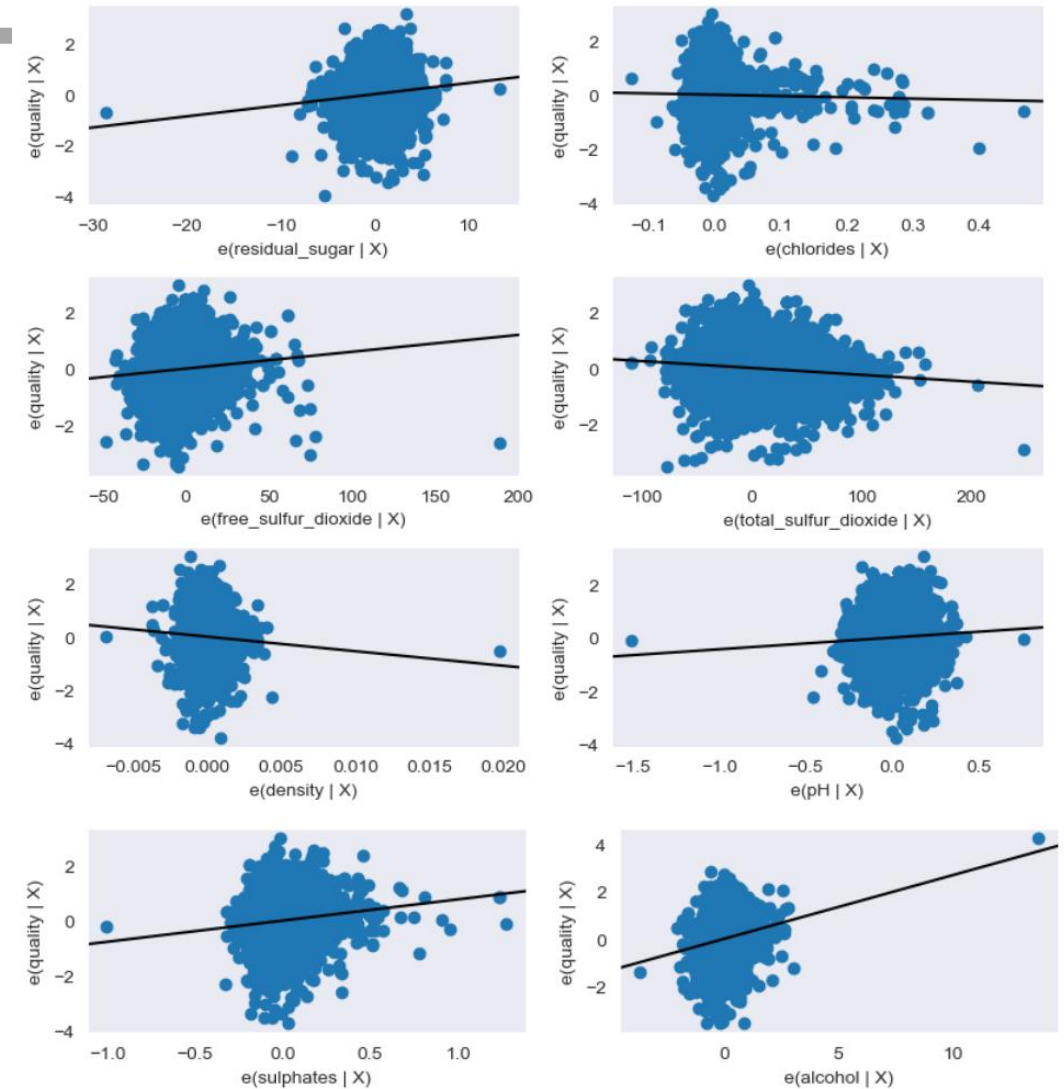 e(quality | X)
2
0
−2
−4
−30 −20 −10 0 10
e(residual_sugar | X)
e(quality | X)
2
0
−2
−4
−0.1 0.0 0.1 0.2 0.3 0.4
e(chlorides | X)
e(quality | X)
2
0
−2
−50 0 50 100 150 200
e(free_sulfur_dioxide | X)
e(quality | X)
2
0
−2
−100 0 100 200
e(total_sulfur_dioxide | X)
e(quality | X)
2
0
−2
−4
−0.005 0.000 0.005 0.010 0.015 0.020
e(density | X)
e(quality | X)
2
0
−2
−4
−1.5 −1.0 −0.5 0.0 0.5
e(pH | X)
e(quality | X)
2
0
−2
−4
−1.0 −0.5 0.0 0.5 1.0
e(sulphates | X)
e(quality | X)
4
2
0
−2
0 5 10
e(alcohol | X)